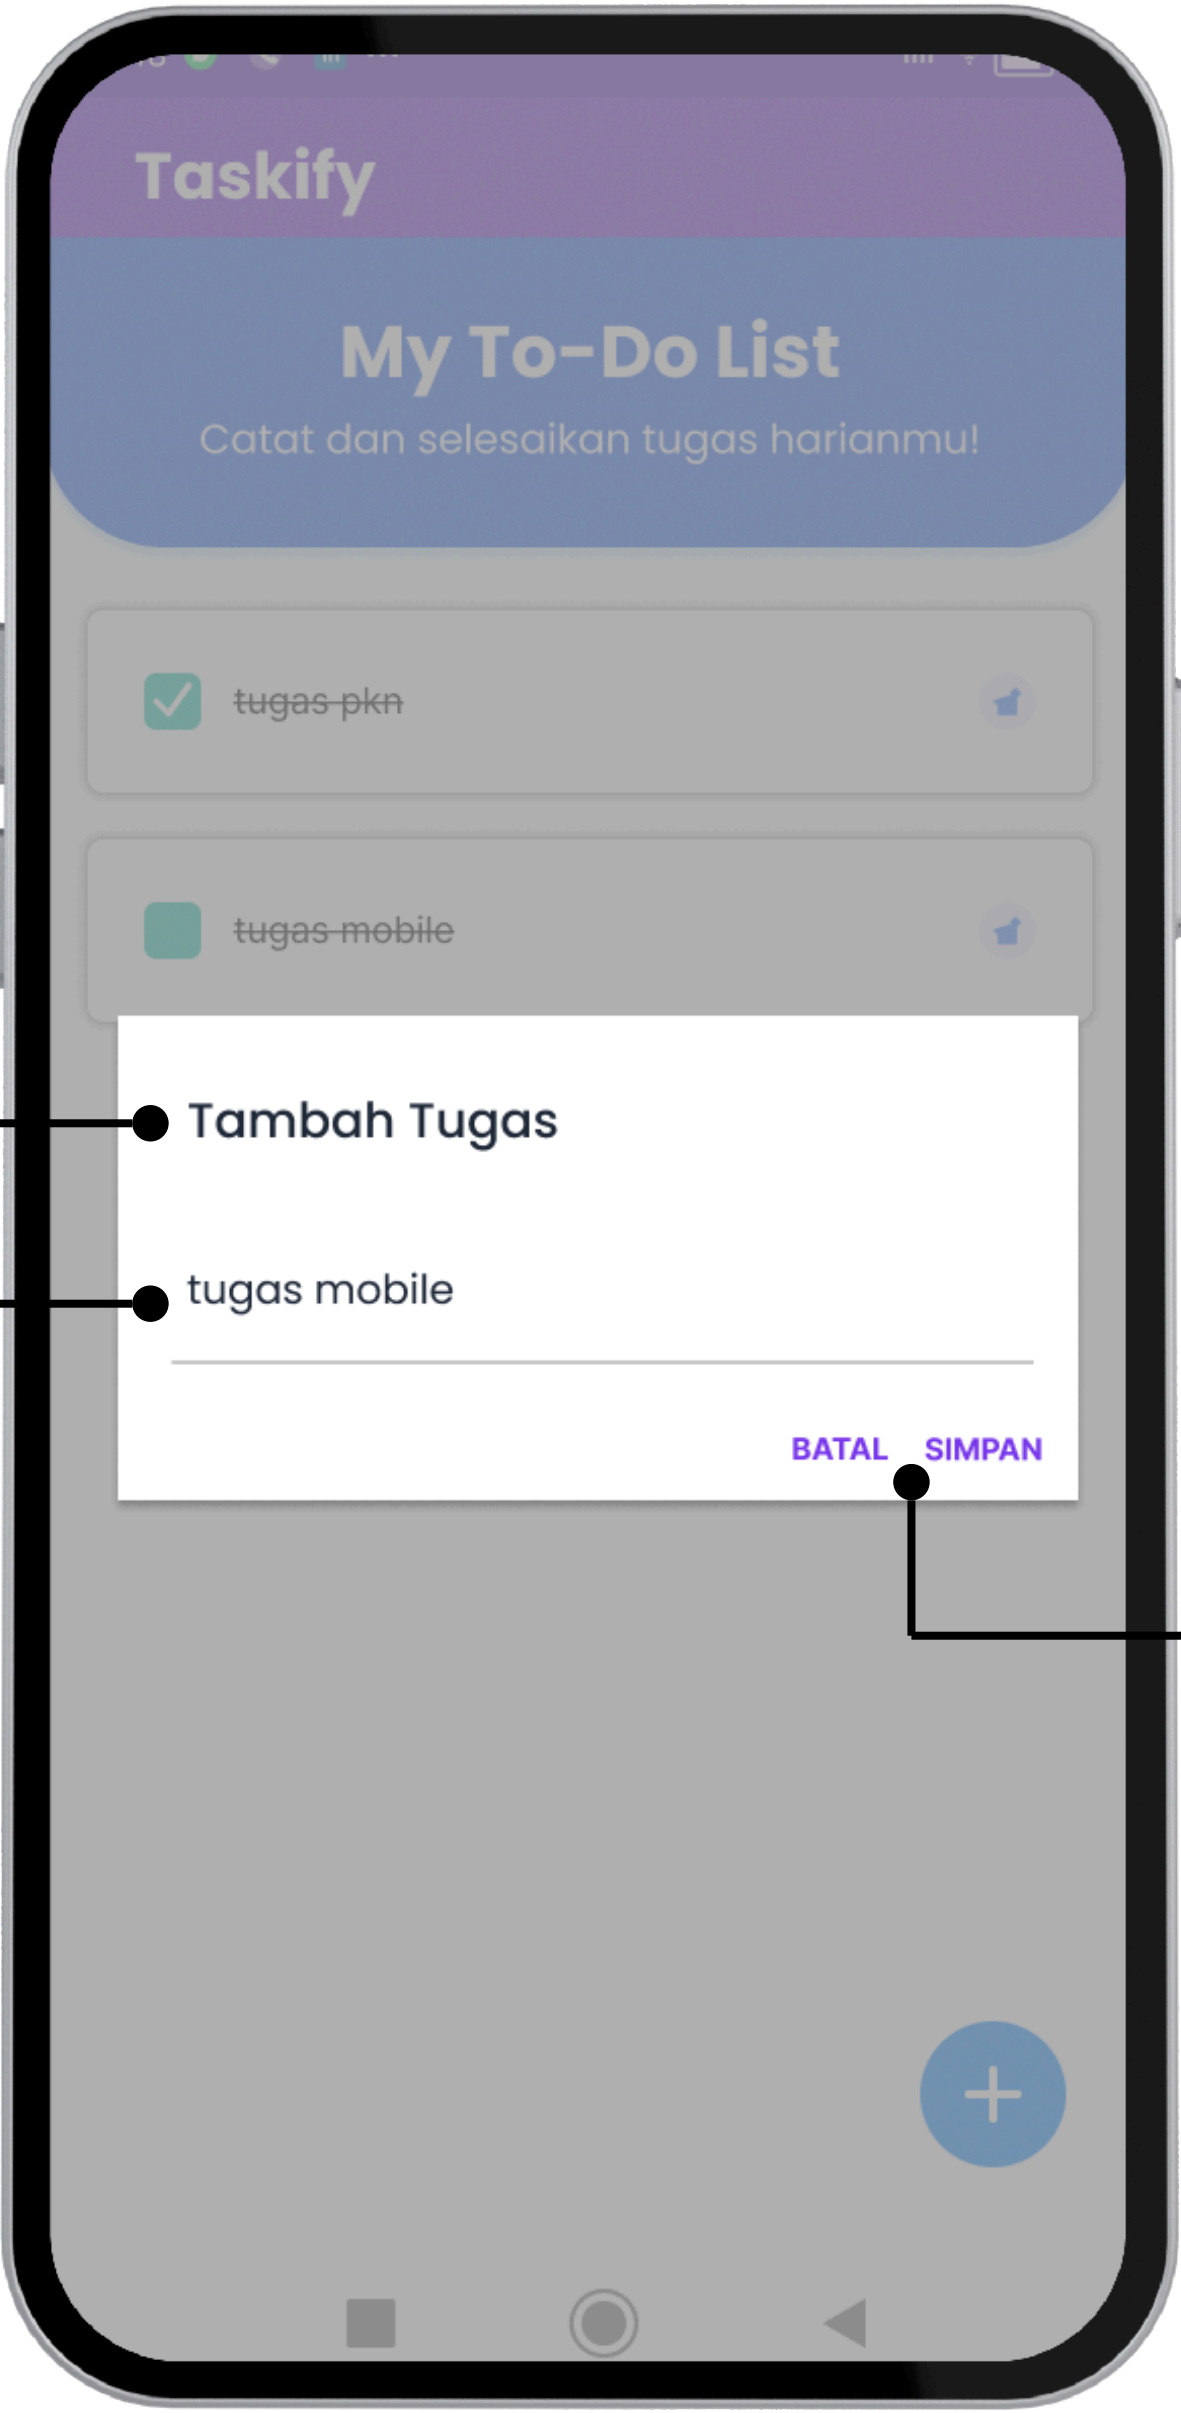 Taskify
My To-Do List
Catat dan selesaikan tugas harianmu!
tugas pkn
tugas mobile
Tambah Tugas
tugas mobile
BATAL SIMPAN